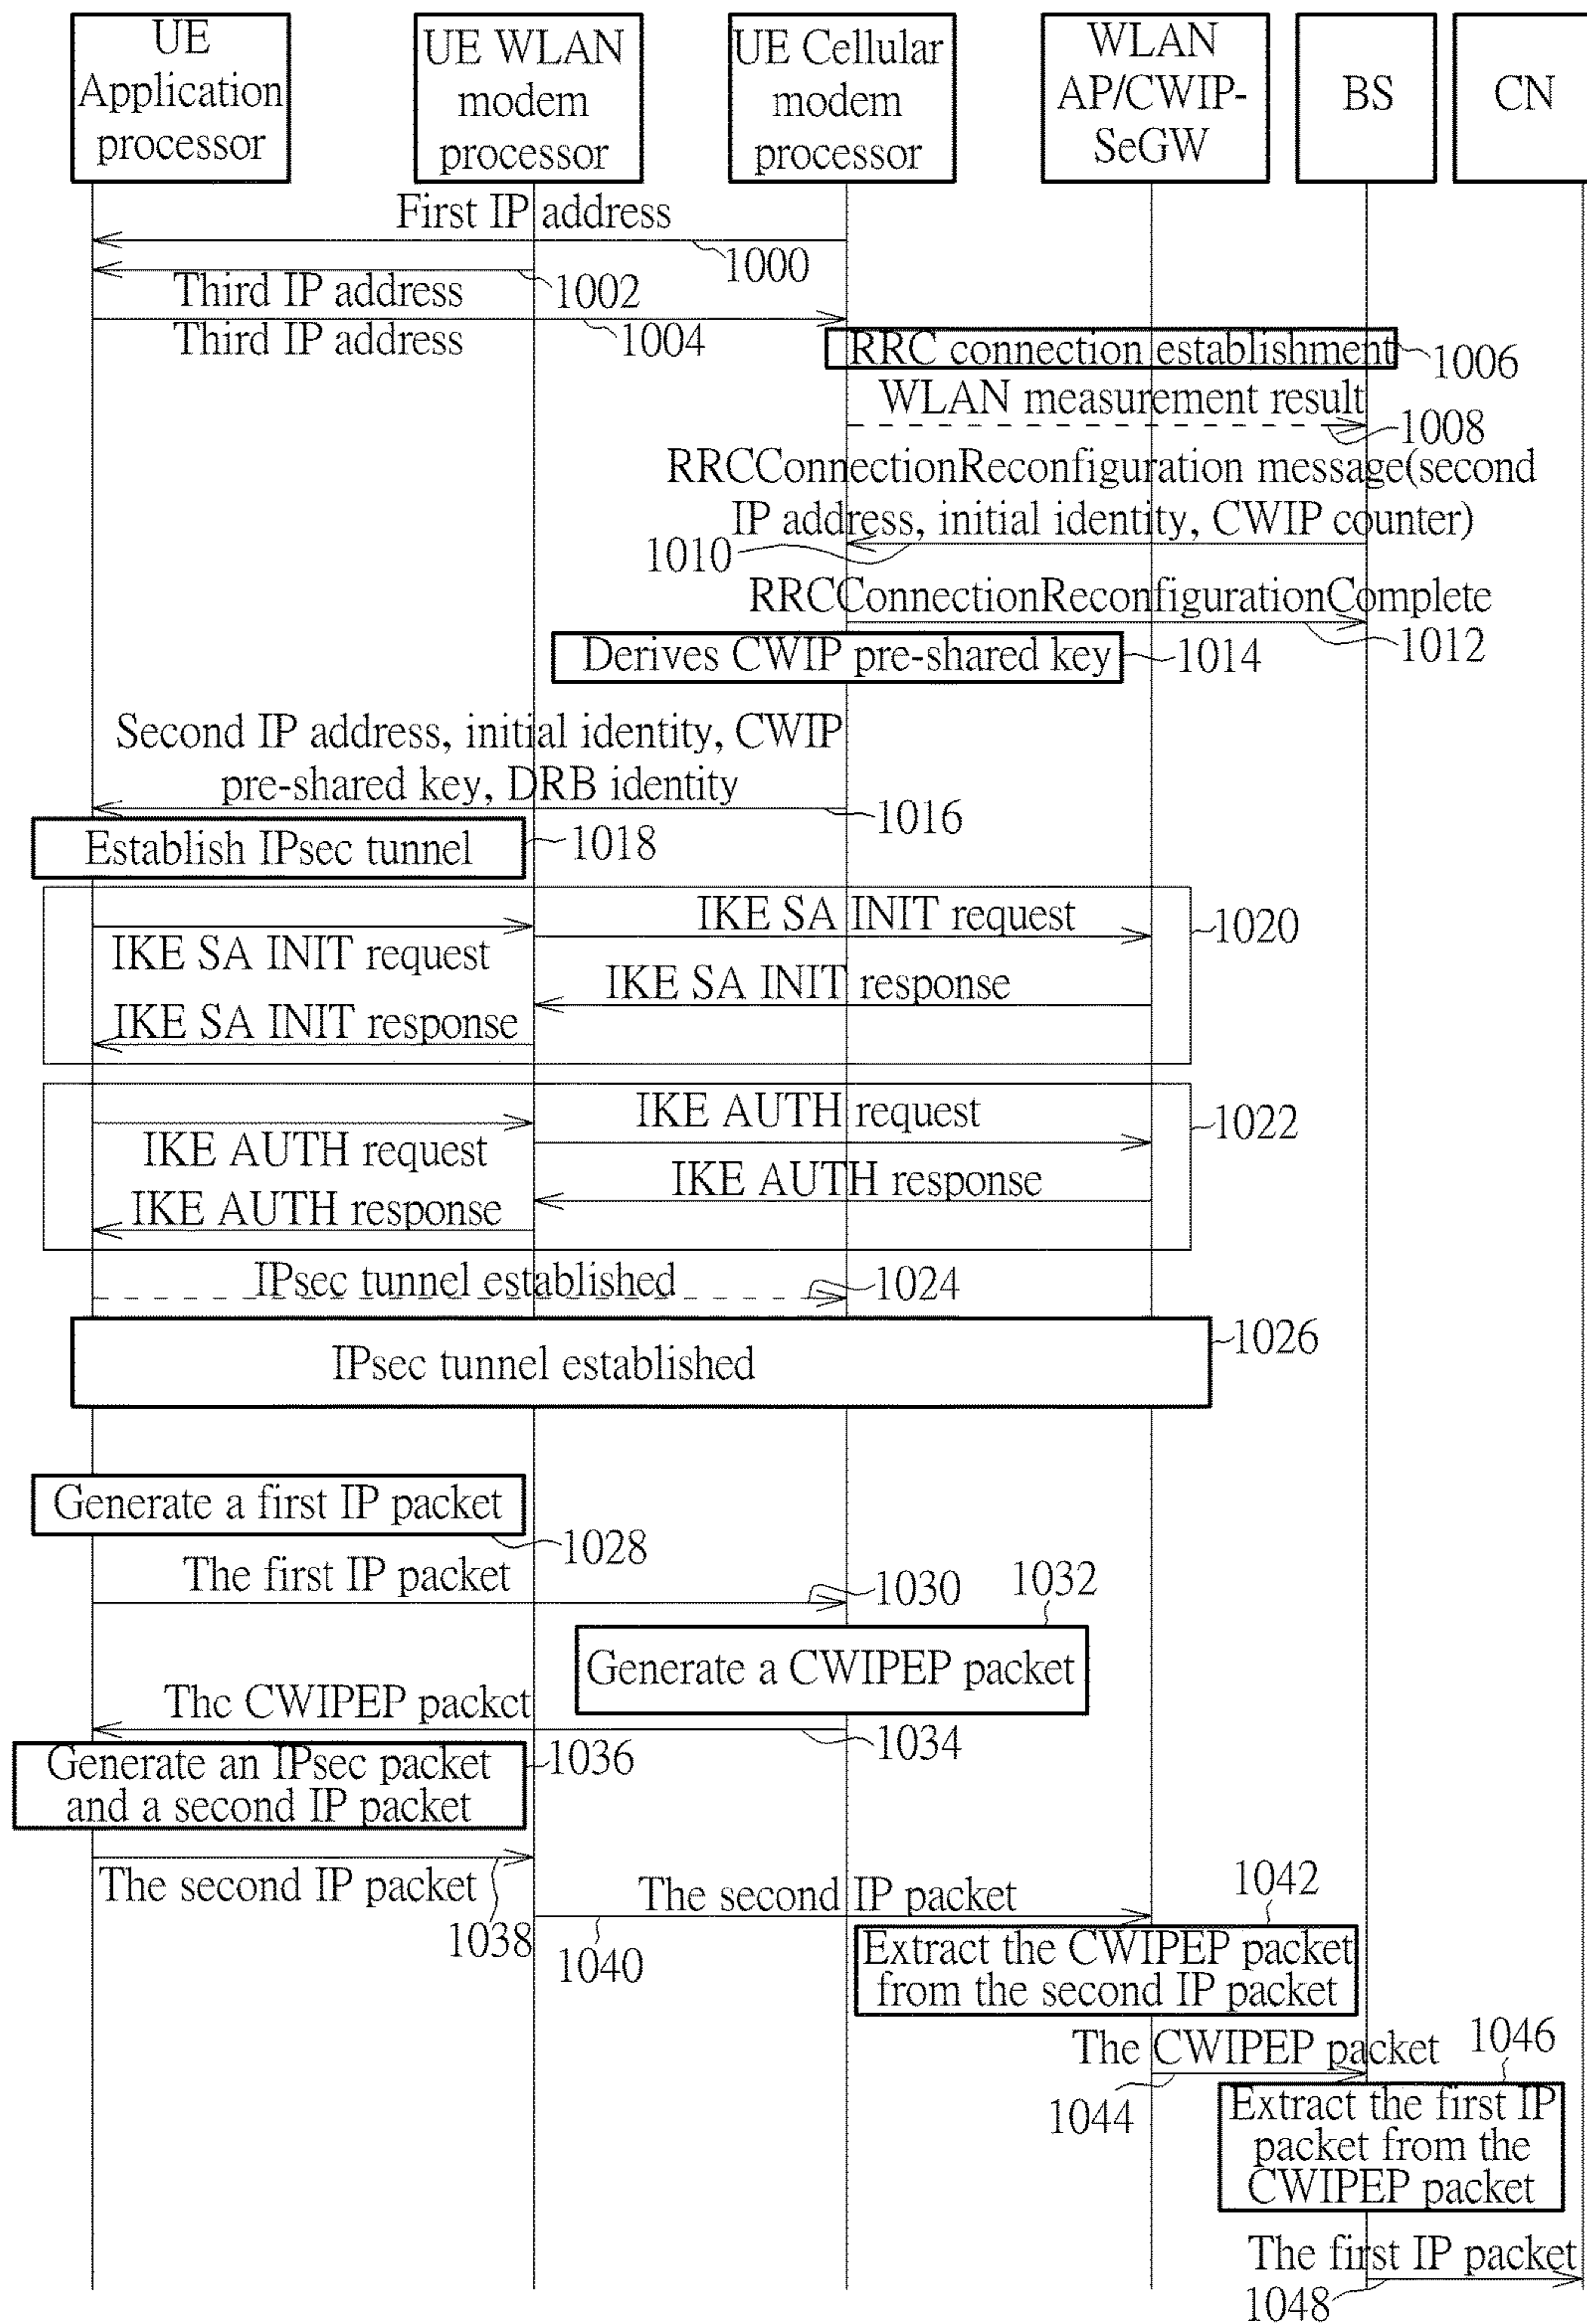 UE
Application
processor
UE WLAN
modem
processor
UE Cellular
modem
processor
WLAN
AP/CWIP-
SeGW
BS
CN
First IP address
1000
Third IP address
1002
Third IP address
1004
RRC connection establishment
1006
WLAN measurement result
1008
RRCConnectionReconfiguration message(second
IP address, initial identity, CWIP counter)
1010
RRCConnectionReconfigurationComplete
1012
Derives CWIP pre-shared key
1014
Second IP address, initial identity, CWIP
pre-shared key, DRB identity
1016
Establish IPsec tunnel
1018
IKE SA INIT request
1020
IKE SA INIT request
IKE SA INIT response
IKE SA INIT response
IKE AUTH request
1022
IKE AUTH request
IKE AUTH response
IKE AUTH response
IPsec tunnel established
1024
IPsec tunnel established
1026
Generate a first IP packet
1028
The first IP packet
1030
1032
Generate a CWIPEP packet
The CWIPEP packet
1034
Generate an IPsec packet
and a second IP packet
1036
The second IP packet
1038
The second IP packet
1040
1042
Extract the CWIPEP packet
from the second IP packet
The CWIPEP packet
1044
1046
Extract the first IP
packet from the
CWIPEP packet
The first IP packet
1048